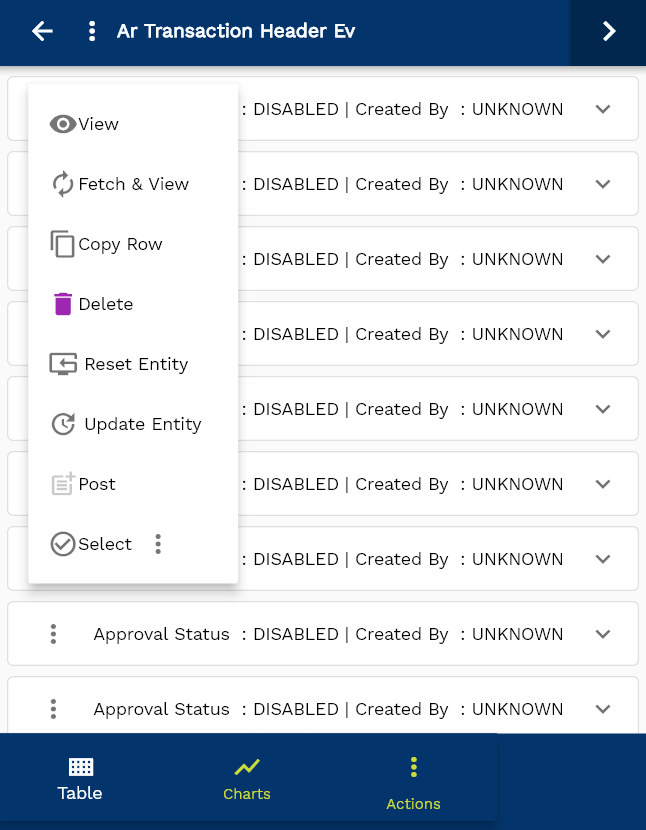 Ar Transaction Header Ev
: DISABLED | Created By : UNKNOWN
View
: DISABLED | Created By : UNKNOWN
Fetch & View
: DISABLED | Created By : UNKNOWN
Copy Row
: DISABLED | Created By : UNKNOWN
Delete
: DISABLED | Created By : UNKNOWN
Reset Entity
: DISABLED | Created By : UNKNOWN
Update Entity
: DISABLED | Created By : UNKNOWN
Post
Select
Approval Status : DISABLED | Created By : UNKNOWN
Approval Status : DISABLED | Created By : UNKNOWN
Table
Charts
Actions